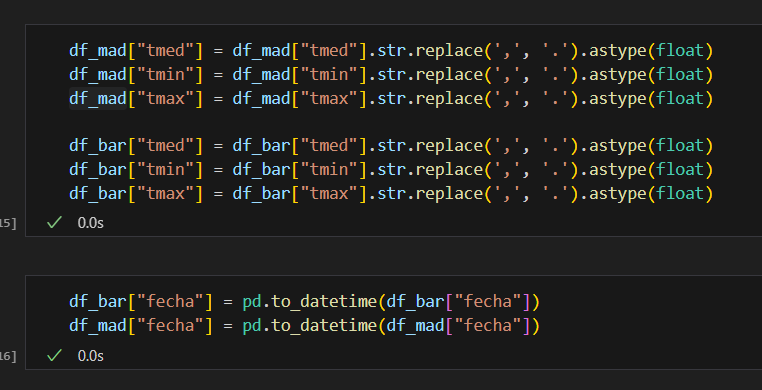 df_mad["tmed"] = df_mad["tmed"].str.replace(',', '.').astype(float)
df_mad["tmin"] = df_mad["tmin"].str.replace(',', '.').astype(float)
df_mad["tmax"] = df_mad["tmax"].str.replace(',', '.').astype(float)
df_bar["tmed"] = df_bar["tmed"].str.replace(',', '.').astype(float)
df_bar["tmin"] = df_bar["tmin"].str.replace(',', '.').astype(float)
df_bar["tmax"] = df_bar["tmax"].str.replace(',', '.').astype(float)
15] ✓ 0.0s
df_bar["fecha"] = pd.to_datetime(df_bar["fecha"])
df_mad["fecha"] = pd.to_datetime(df_mad["fecha"])
16] ✓ 0.0s